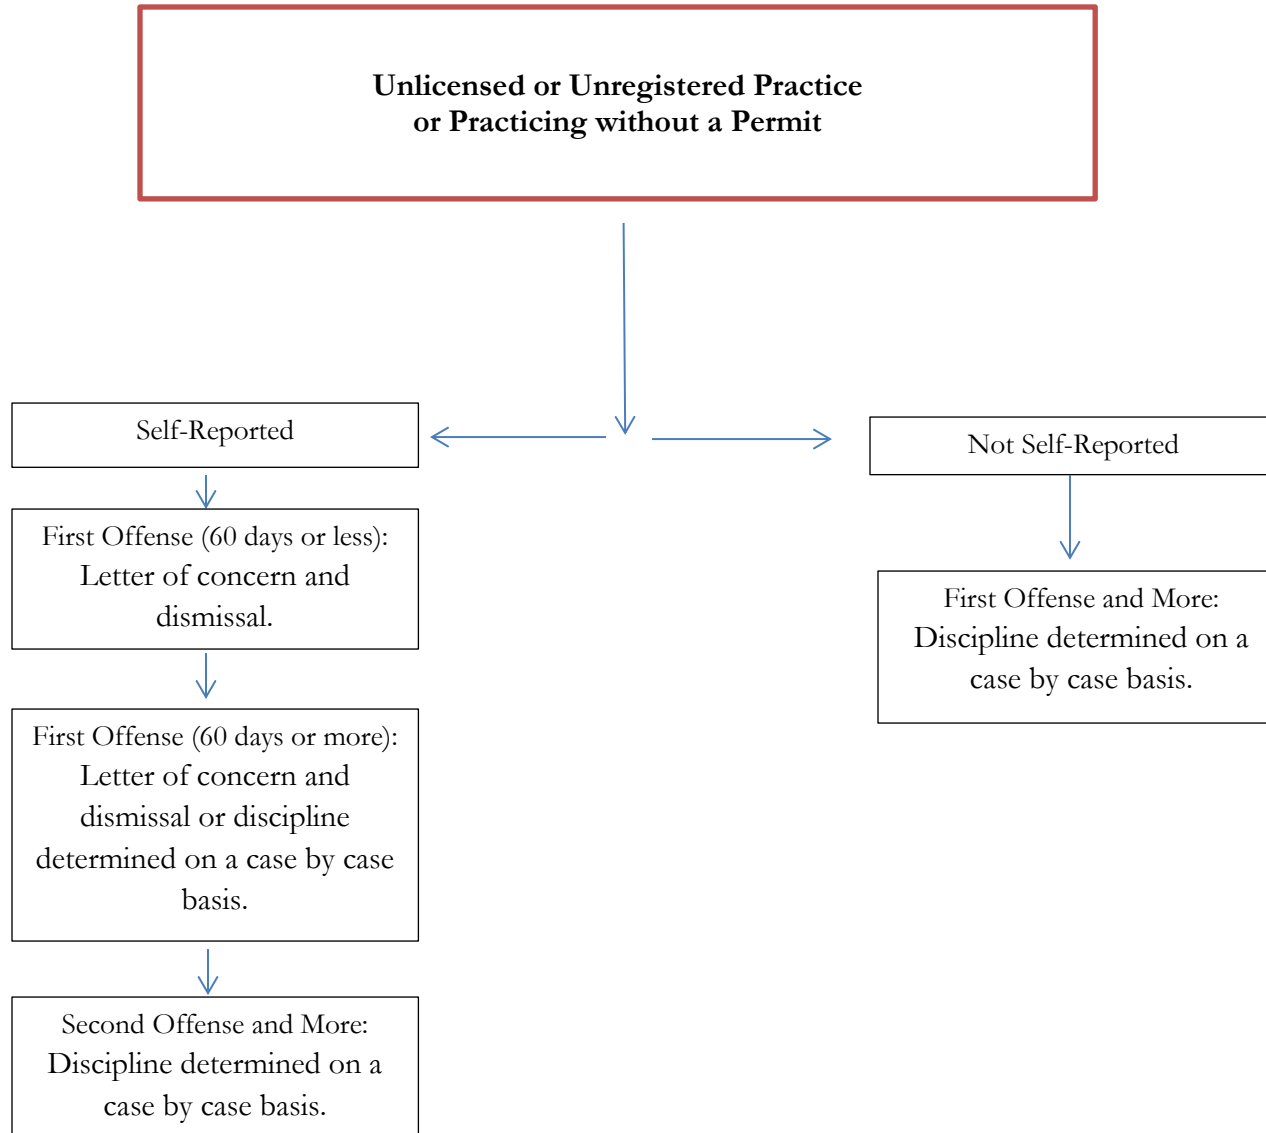 Unlicensed or Unregistered Practice
or Practicing without a Permit
Self-Reported
First Offense (60 days or less):
Letter of concern and
dismissal.
First Offense (60 days or more):
Letter of concern and
dismissal or discipline
determined on a case by case
basis.
Second Offense and More:
Discipline determined on a
case by case basis.
Not Self-Reported
First Offense and More:
Discipline determined on a
case by case basis.